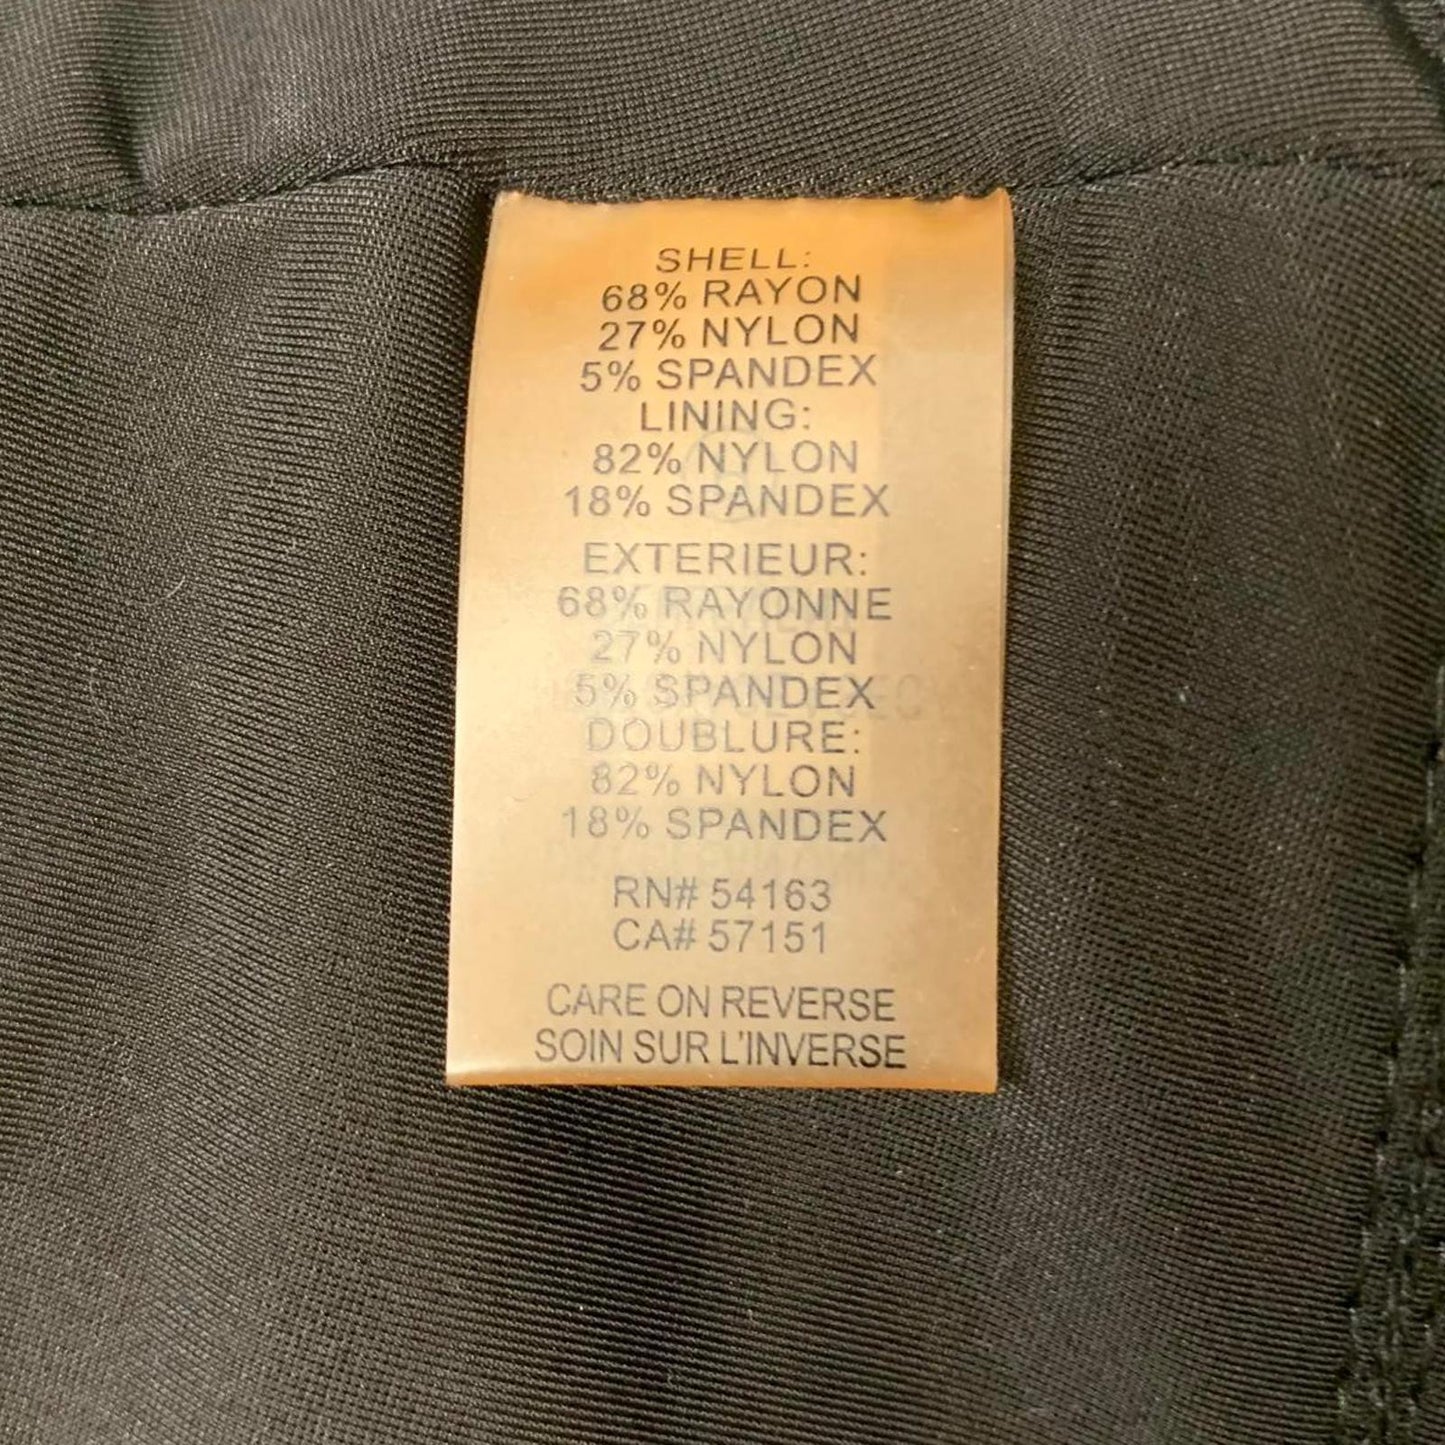 SHELL:
68% RAYON
27% NYLON
5% SPANDEX
LINING:
82% NYLON
18% SPANDEX
EXTERIEUR:
68% RAYONNE
27% NYLON
5% SPANDEX
DOUBLURE:
82% NYLON
18% SPANDEX
RN# 54163
CA# 57151
CARE ON REVERSE
SOIN SUR L'INVERSE